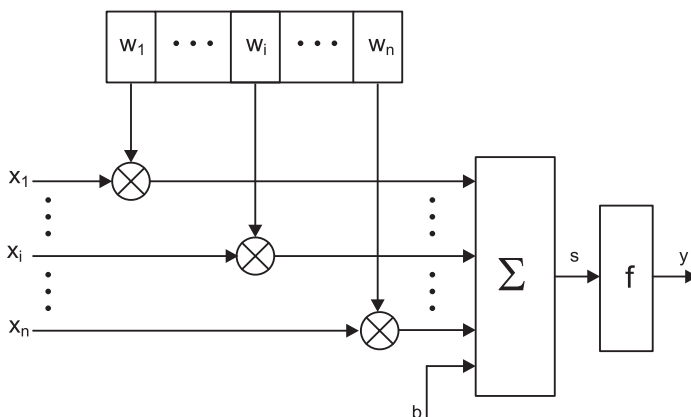 w₁ • • • wᵢ • • • wₙ
x₁
xᵢ
Σ s f y
xₙ
b